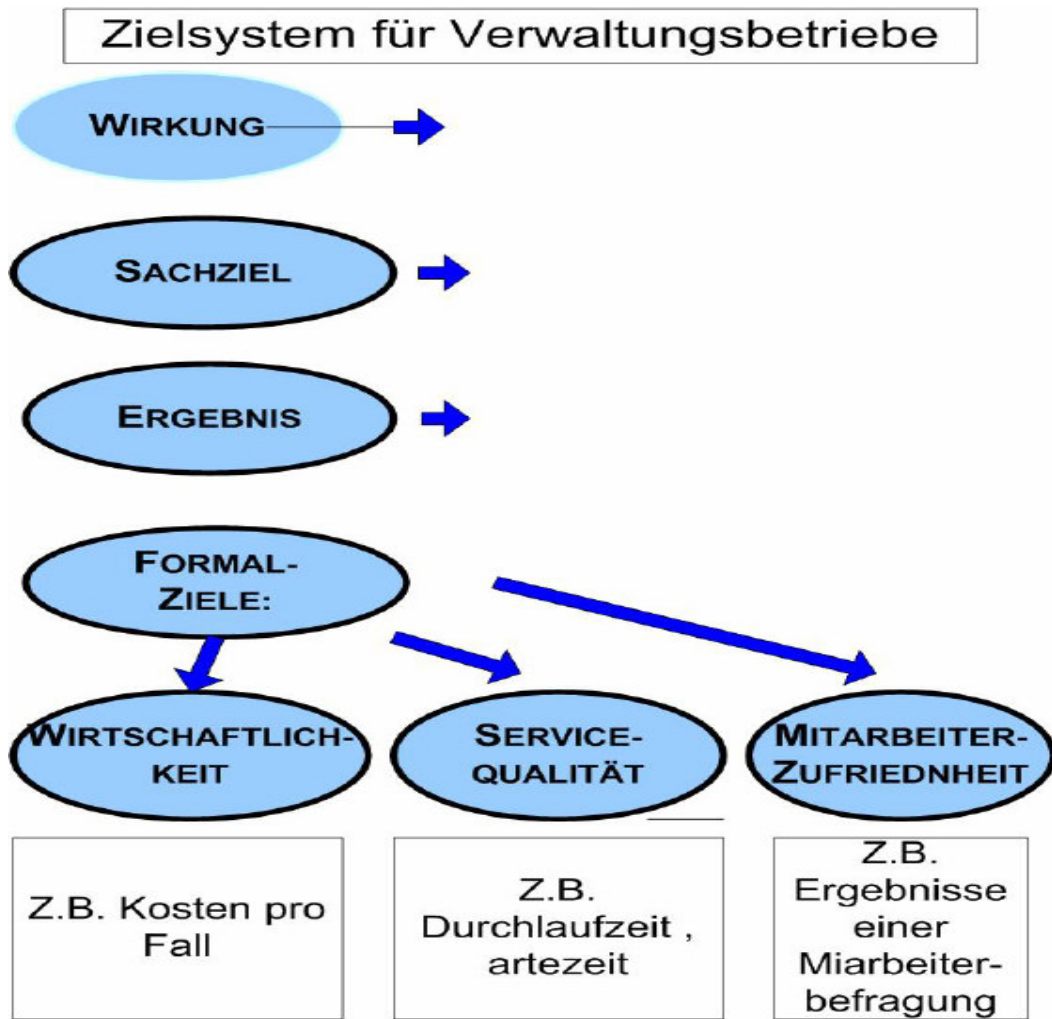 Zielsystem für Verwaltungsbetriebe
WIRKUNG
SACHZIEL
ERGEBNIS
FORMAL-
ZIELE:
WIRTSCHAFTLICH-
KEIT
SERVICE-
QUALITÄT
MITARBEITER-
ZUFRIEDNHEIT
Z.B. Kosten pro
Fall
Z.B.
Durchlaufzeit ,
artezeit
Z.B.
Ergebnisse
einer
Miarbeiter-
befragung